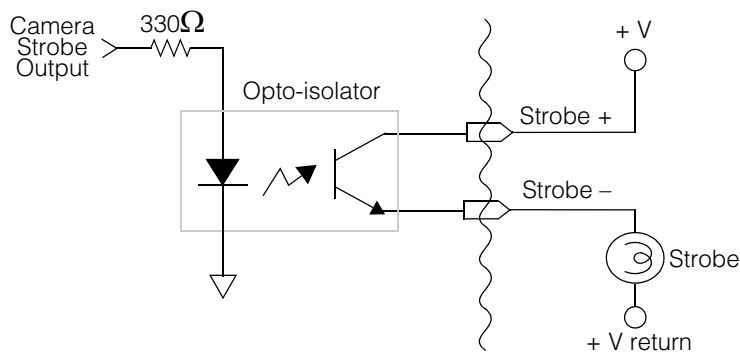 Camera
Strobe
Output
330Ω
Opto-isolator
+ V
Strobe +
Strobe –
Strobe
+ V return